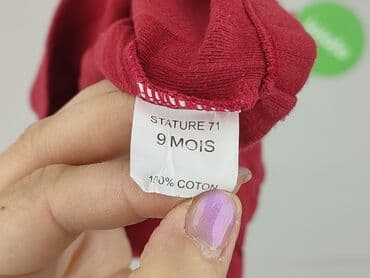 STATURE 71
9 MOIS
100% COTON